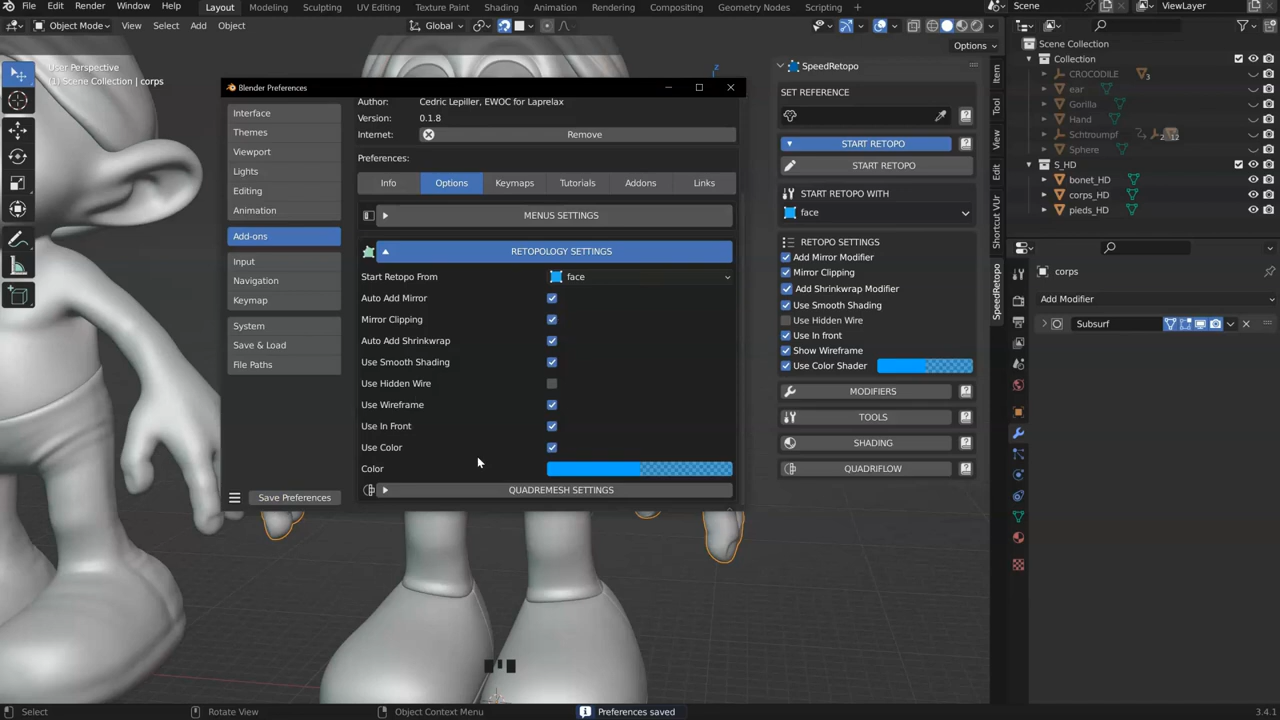 File Edit Render Window Help
Layout Modeling Sculpting UV Editing Texture Paint Shading Animation Rendering Compositing Geometry Nodes Scripting
Scene
ViewLayer
Object Mode View Select Add Object
Global
Options
User Perspective
(1) Scene Collection | corps
Z
Blender Preferences
Interface
Themes
Viewport
Lights
Editing
Animation
Add-ons
Input
Navigation
Keymap
System
Save & Load
File Paths
Save Preferences
Author: Cedric Lepiller, EWOC for Laprelax
Version: 0.1.8
Internet: Remove
Preferences:
Info Options Keymaps Tutorials Addons Links
MENUS SETTINGS
RETOPOLOGY SETTINGS
Start Retopo From face
Auto Add Mirror
Mirror Clipping
Auto Add Shrinkwrap
Use Smooth Shading
Use Hidden Wire
Use Wireframe
Use In Front
Use Color
Color
QUADREMESH SETTINGS
SpeedRetopo
SET REFERENCE
START RETOPO
START RETOPO
START RETOPO WITH
face
RETOPO SETTINGS
Add Mirror Modifier
Mirror Clipping
Add Shrinkwrap Modifier
Use Smooth Shading
Use Hidden Wire
Use In front
Show Wireframe
Use Color Shader
MODIFIERS
TOOLS
SHADING
QUADRIFLOW
Item
Tool
View
Edit
Shortcut VUr
SpeedRetopo
Scene Collection
Collection
CROCODILE 3
ear
Gorilla
Hand
Schtroumpf 2 12
Sphere
S_HD
bonet_HD
corps_HD
pieds_HD
corps
Add Modifier
Subsurf
Select
Rotate View
Object Context Menu
Preferences saved
3.4.1